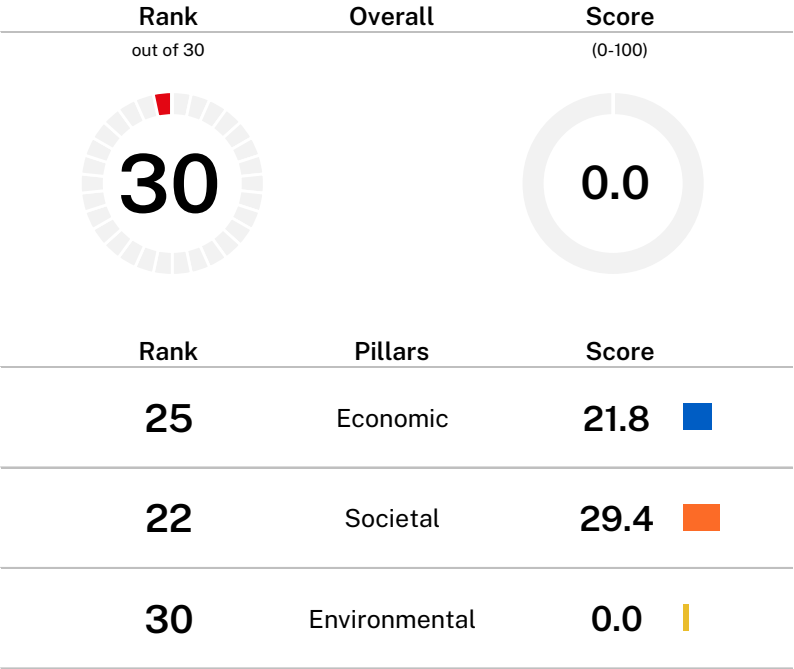 Rank Overall Score
out of 30 (0-100)
30 0.0
Rank Pillars Score
25 Economic 21.8
22 Societal 29.4
30 Environmental 0.0